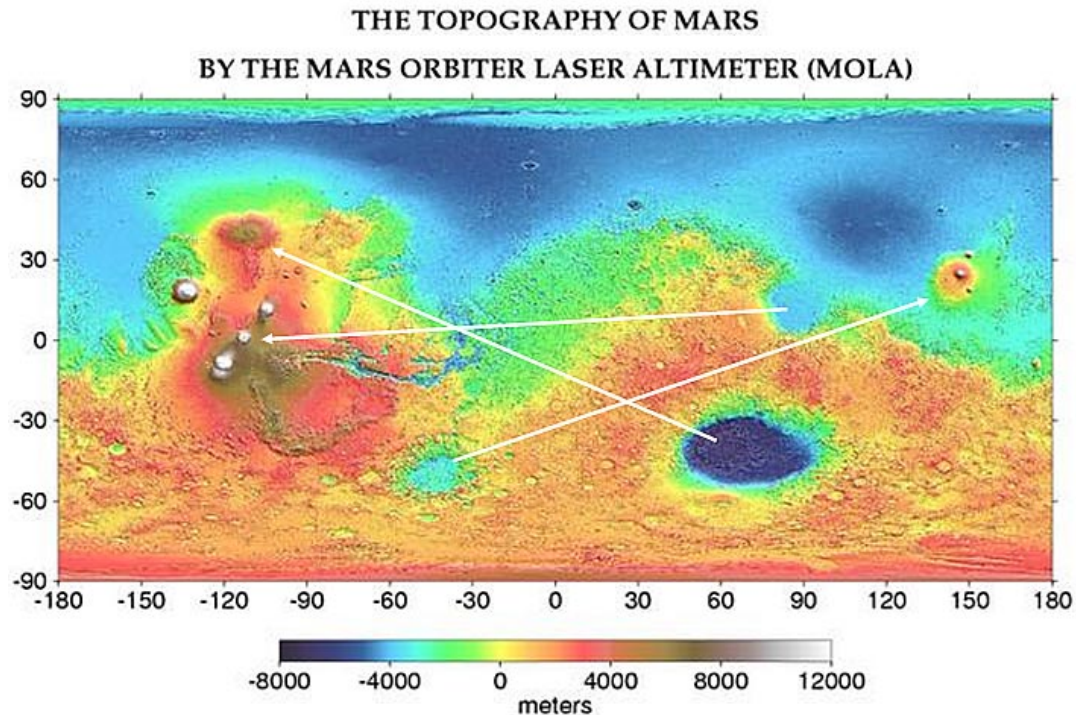 THE TOPOGRAPHY OF MARS
BY THE MARS ORBITER LASER ALTIMETER (MOLA)
90
60
30
0
-30
-60
-90
-180 -150 -120 -90 -60 -30 0 30 60 90 120 150 180
-8000 -4000 0 4000 8000 12000
meters